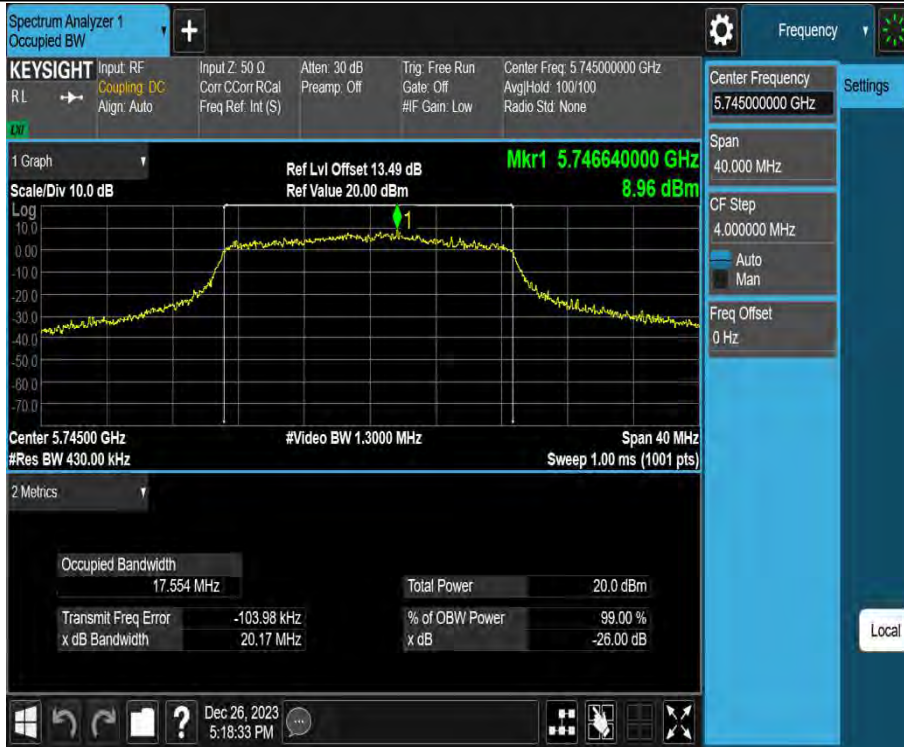 Spectrum Analyzer 1
Occupied BW
+
Frequency
KEYSIGHT
RL
Input: RF
Coupling: DC
Align: Auto
Input Z: 50 Ω
Corr CCorr RCal
Freq Ref: Int (S)
Atten: 30 dB
Preamp: Off
Trig: Free Run
Gate: Off
#IF Gain: Low
Center Freq: 5.745000000 GHz
Avg|Hold: 100/100
Radio Std: None
LXI
1 Graph
Scale/Div 10.0 dB
Ref Lvl Offset 13.49 dB
Ref Value 20.00 dBm
Mkr1 5.746640000 GHz
8.96 dBm
Log
10.0
0.00
-10.0
-20.0
-30.0
-40.0
-50.0
-60.0
-70.0
1
Center 5.74500 GHz
#Res BW 430.00 kHz
#Video BW 1.3000 MHz
Span 40 MHz
Sweep 1.00 ms (1001 pts)
2 Metrics
Occupied Bandwidth
17.554 MHz
Total Power 20.0 dBm
Transmit Freq Error -103.98 kHz
% of OBW Power 99.00 %
x dB Bandwidth 20.17 MHz
x dB -26.00 dB
Center Frequency
5.745000000 GHz
Settings
Span
40.000 MHz
CF Step
4.000000 MHz
Auto
Man
Freq Offset
0 Hz
Local
?
Dec 26, 2023
5:18:33 PM